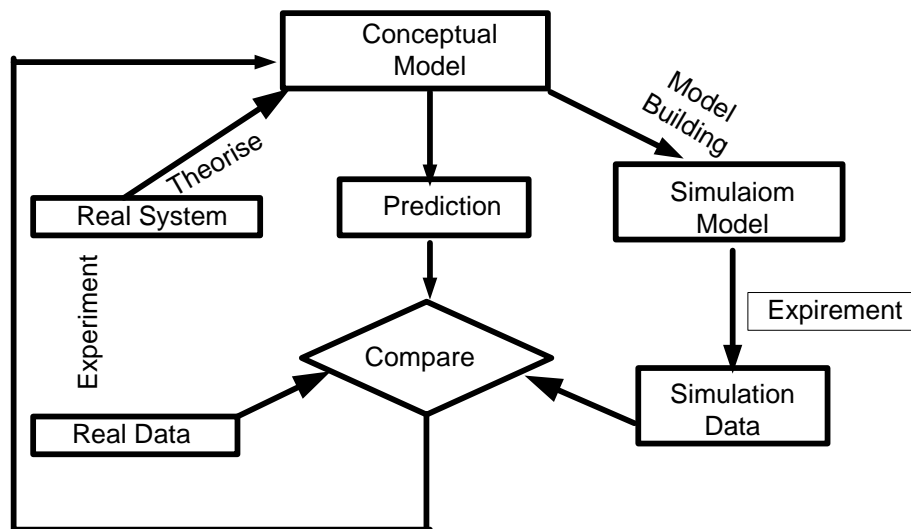 Conceptual
Model
Model
Building
Theorise
Real System
Prediction
Simulaiom
Model
Experiment
Expirement
Compare
Real Data
Simulation
Data